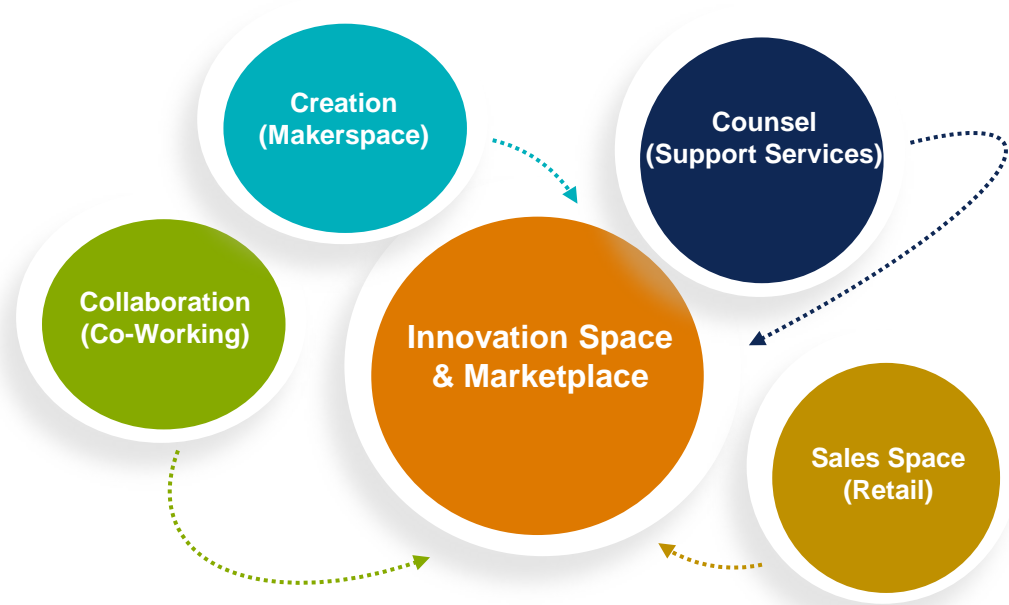 Creation
(Makerspace)
Counsel
(Support Services)
Collaboration
(Co-Working)
Innovation Space
& Marketplace
Sales Space
(Retail)